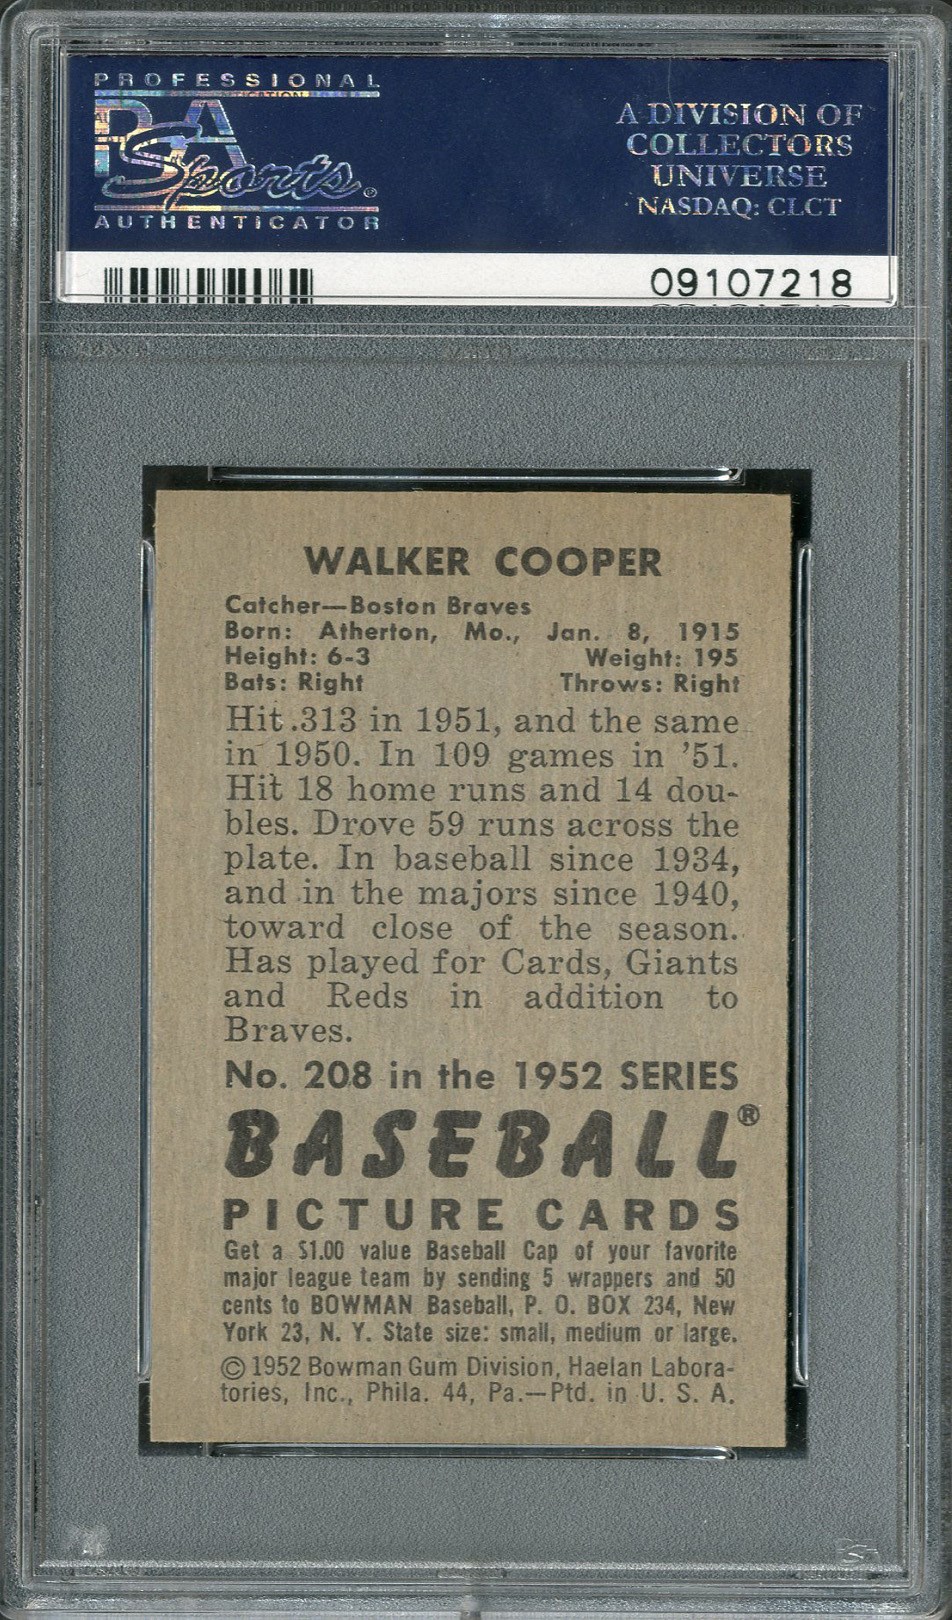 PROFESSIONAL
PSA
Sports®
AUTHENTICATOR
A DIVISION OF
COLLECTORS
UNIVERSE
NASDAQ: CLCT
09107218
WALKER COOPER
Catcher—Boston Braves
Born: Atherton, Mo., Jan. 8, 1915
Height: 6-3 Weight: 195
Bats: Right Throws: Right
Hit .313 in 1951, and the same
in 1950. In 109 games in '51.
Hit 18 home runs and 14 dou-
bles. Drove 59 runs across the
plate. In baseball since 1934,
and in the majors since 1940,
toward close of the season.
Has played for Cards, Giants
and Reds in addition to
Braves.
No. 208 in the 1952 SERIES
BASEBALL®
PICTURE CARDS
Get a $1.00 value Baseball Cap of your favorite
major league team by sending 5 wrappers and 50
cents to BOWMAN Baseball, P. O. BOX 234, New
York 23, N. Y. State size: small, medium or large.
© 1952 Bowman Gum Division, Haelan Labora-
tories, Inc., Phila. 44, Pa.—Ptd. in U. S. A.